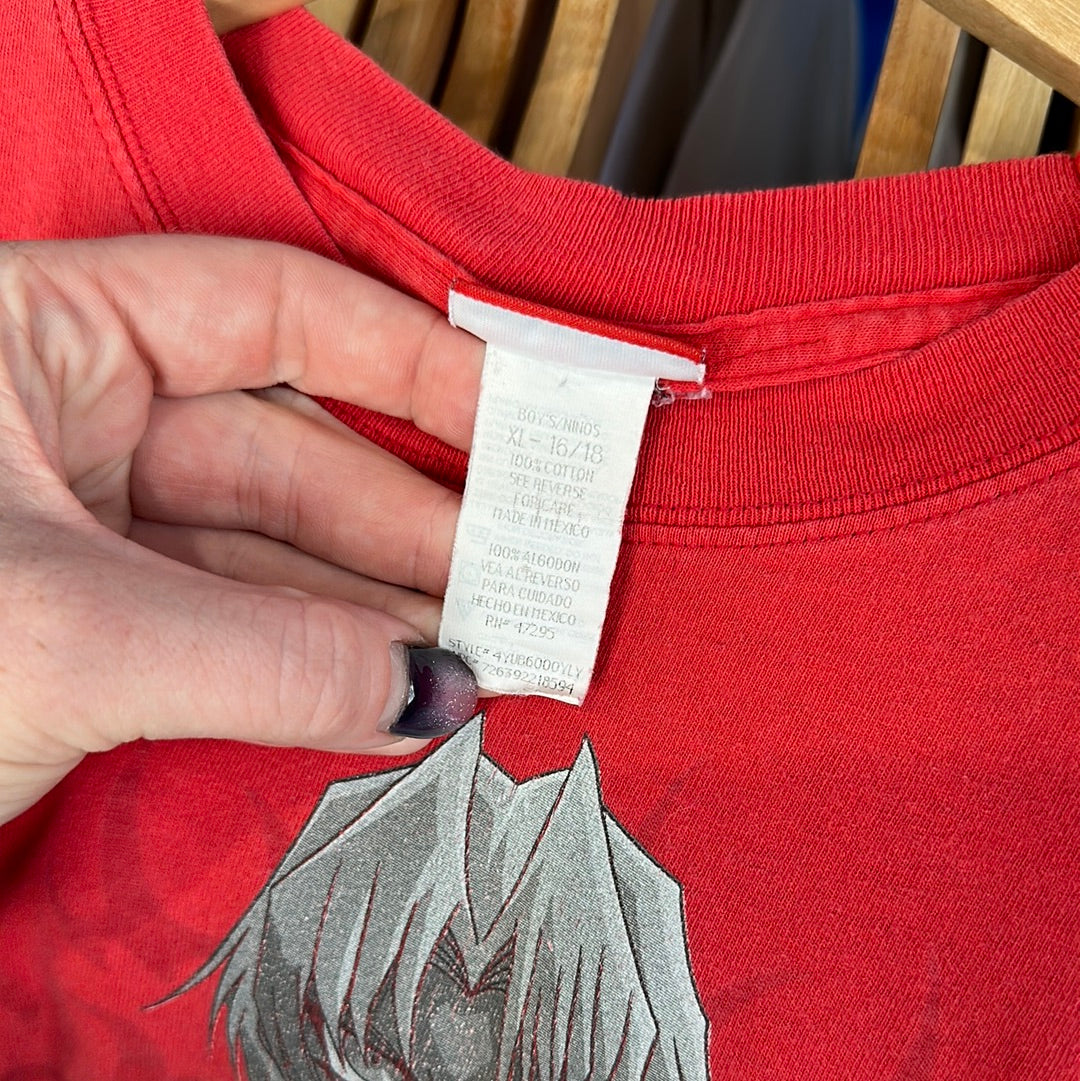 BOY'S/NIÑOS
XL - 16/18
100% COTTON
SEE REVERSE
FOR CARE
MADE IN MEXICO
100% ALGODON
VEA AL REVERSO
PARA CUIDADO
HECHO EN MEXICO
RN# 47295
STYLE# 4YUB6000YLY
726392218594